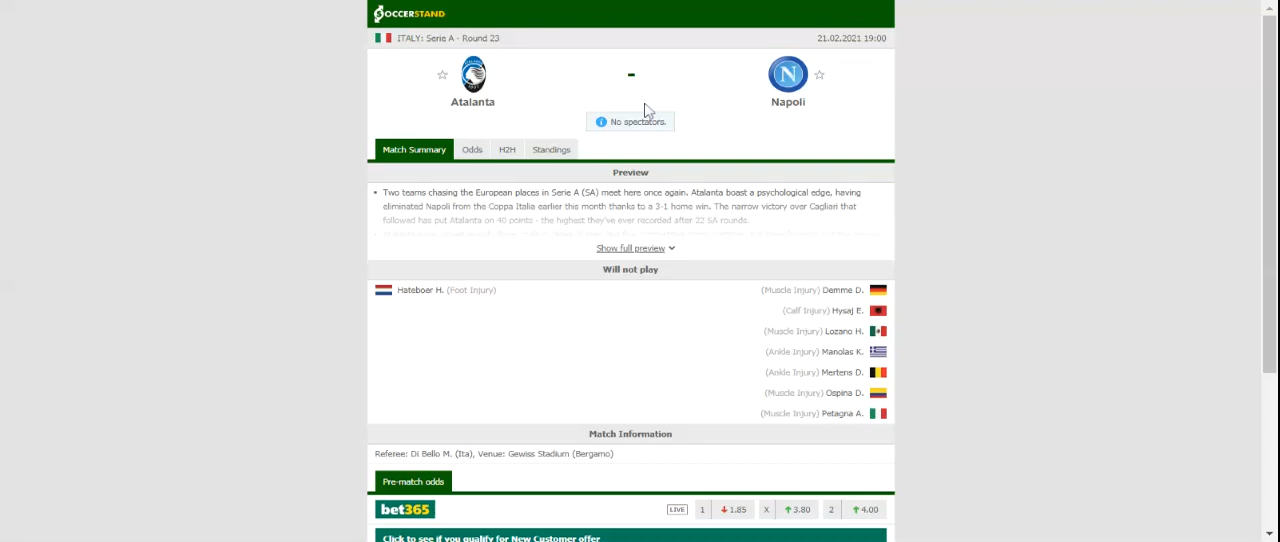 SOCCERSTAND
ITALY: Serie A - Round 23
21.02.2021 19:00
-
Atalanta
N
Napoli
No spectators.
Match Summary
Odds
H2H
Standings
Preview
• Two teams chasing the European places in Serie A (SA) meet here once again. Atalanta boast a psychological edge, having
eliminated Napoli from the Coppa Italia earlier this month thanks to a 3-1 home win. The narrow victory over Cagliari that
followed has put Atalanta on 40 points - the highest they've ever recorded after 22 SA rounds.
Show full preview
Will not play
Hateboer H. (Foot Injury)
(Muscle Injury) Demme D.
(Calf Injury) Hysaj E.
(Muscle Injury) Lozano H.
(Ankle Injury) Manolas K.
(Ankle Injury) Mertens D.
(Muscle Injury) Ospina D.
(Muscle Injury) Petagna A.
Match Information
Referee: Di Bello M. (Ita), Venue: Gewiss Stadium (Bergamo)
Pre-match odds
bet365
LIVE
1 1.85
X 3.80
2 4.00
Click to see if you qualify for New Customer offer